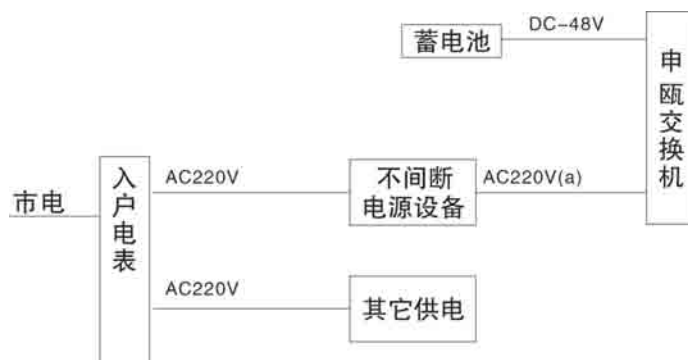 蓄电池
DC-48V
申瓯交换机
市电
入户电表
AC220V
不间断
电源设备
AC220V(a)
AC220V
其它供电